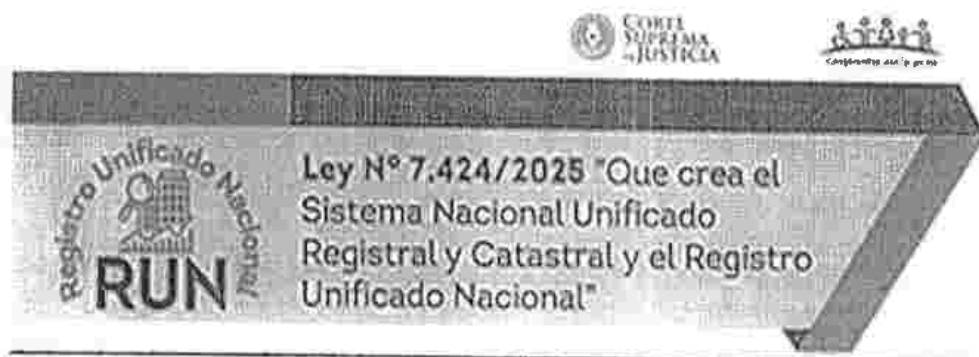 CORTE
SUPREMA
DE JUSTICIA
Registro Unificado Nacional
RUN
Ley N° 7.424/2025 "Que crea el
Sistema Nacional Unificado
Registral y Catastral y el Registro
Unificado Nacional"